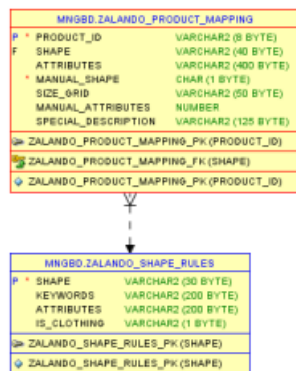 MNGBD.ZALANDO_PRODUCT_MAPPING
P * PRODUCT_ID VARCHAR2 (8 BYTE)
F SHAPE VARCHAR2 (40 BYTE)
ATTRIBUTES VARCHAR2 (400 BYTE)
* MANUAL_SHAPE CHAR (1 BYTE)
SIZE_GRID VARCHAR2 (50 BYTE)
MANUAL_ATTRIBUTES NUMBER
SPECIAL_DESCRIPTION VARCHAR2 (125 BYTE)
ZALANDO_PRODUCT_MAPPING_PK (PRODUCT_ID)
ZALANDO_PRODUCT_MAPPING_FK (SHAPE)
ZALANDO_PRODUCT_MAPPING_PK (PRODUCT_ID)
MNGBD.ZALANDO_SHAPE_RULES
P * SHAPE VARCHAR2 (30 BYTE)
KEYWORDS VARCHAR2 (200 BYTE)
ATTRIBUTES VARCHAR2 (200 BYTE)
IS_CLOTHING VARCHAR2 (1 BYTE)
ZALANDO_SHAPE_RULES_PK (SHAPE)
ZALANDO_SHAPE_RULES_PK (SHAPE)